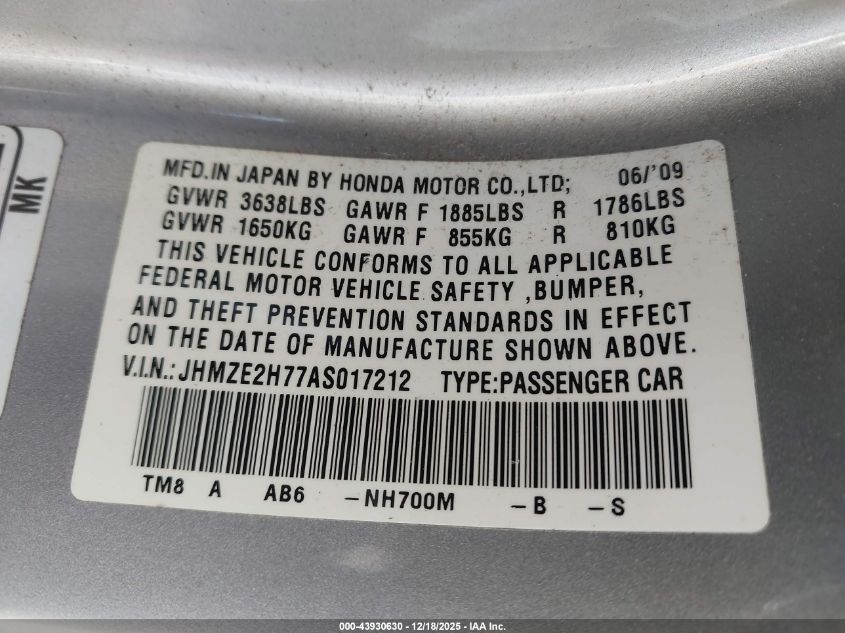 MK
MFD.IN JAPAN BY HONDA MOTOR CO.,LTD; 06/'09
GVWR 3638LBS GAWR F 1885LBS R 1786LBS
GVWR 1650KG GAWR F 855KG R 810KG
THIS VEHICLE CONFORMS TO ALL APPLICABLE
FEDERAL MOTOR VEHICLE SAFETY ,BUMPER,
AND THEFT PREVENTION STANDARDS IN EFFECT
ON THE DATE OF MANUFACTURE SHOWN ABOVE.
V.I.N.:JHMZE2H77AS017212 TYPE:PASSENGER CAR
TM8 A AB6 -NH700M -B -S
000-43930630 - 12/18/2025 - IAA Inc.